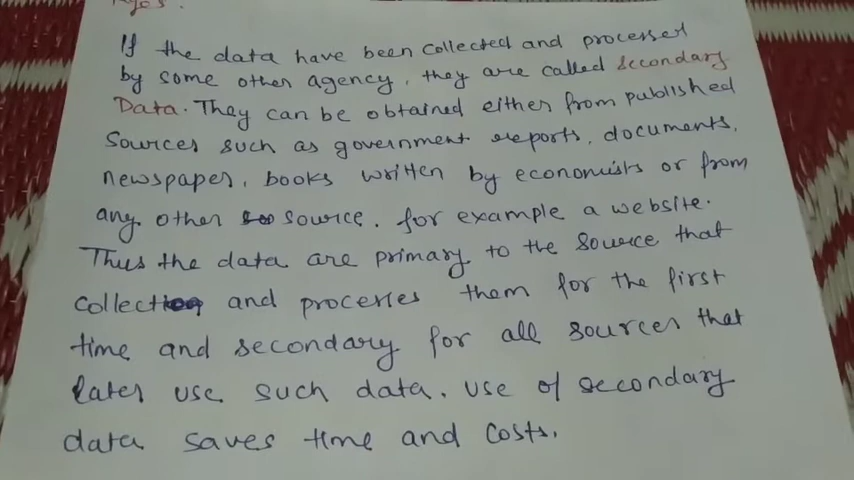 If the data have been collected and processed
by some other agency, they are called Secondary
Data. They can be obtained either from published
Sources such as government reports, documents,
newspaper, books written by economists or from
any other source, for example a website.
Thus the data are primary to the source that
collect and processes them for the first
time and secondary for all sources that
later use such data. Use of secondary
data saves time and costs.